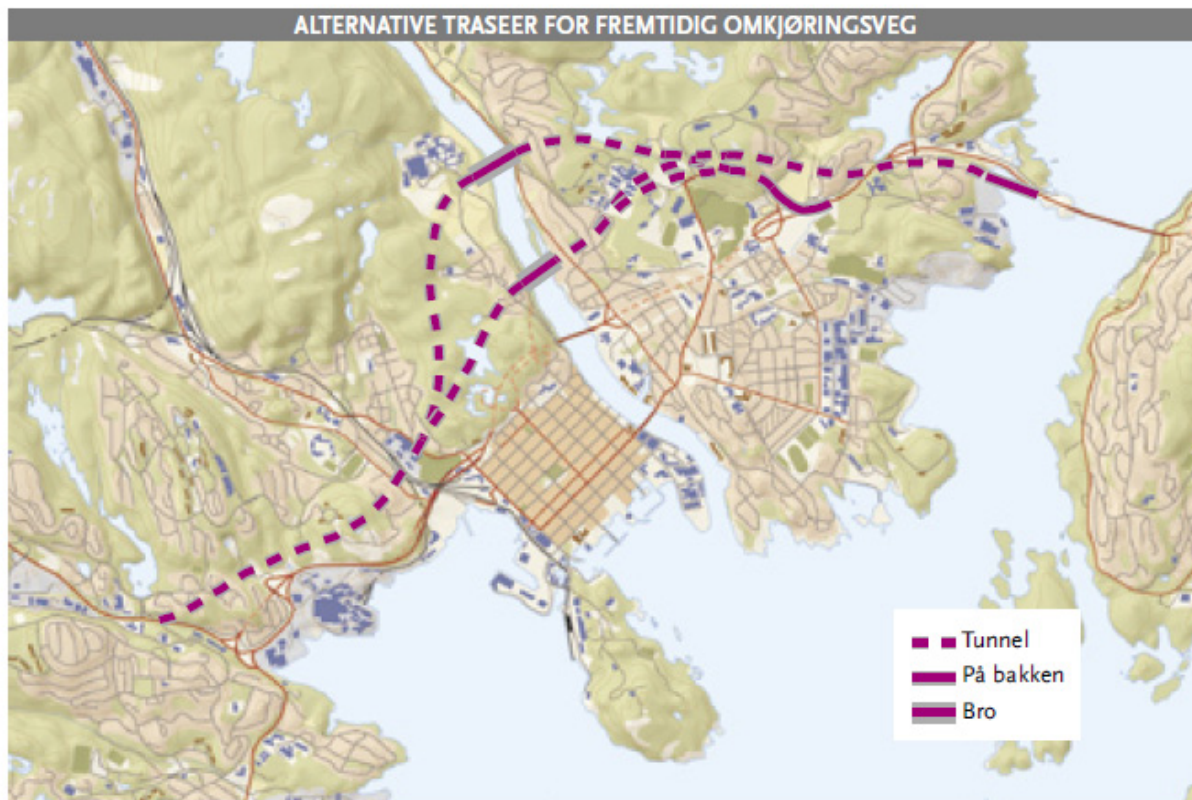 ALTERNATIVE TRASEER FOR FREMTIDIG OMKJØRINGSVEG
Tunnel
På bakken
Bro